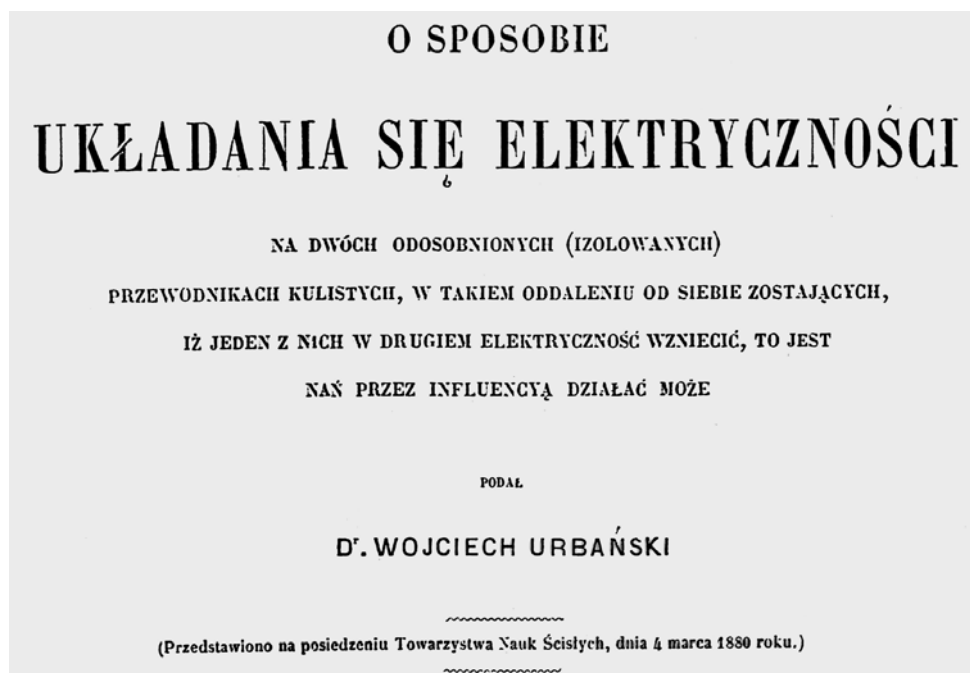 O SPOSOBIE
UKŁADANIA SIĘ ELEKTRYCZNOŚCI
NA DWÓCH ODOSOBNIONYCH (IZOLOWANYCH)
PRZEWODNIKACH KULISTYCH, W TAKIEM ODDALENIU OD SIEBIE ZOSTAJĄCYCH,
IŻ JEDEN Z NICH W DRUGIEM ELEKTRYCZNOŚĆ WZNIECIĆ, TO JEST
NAŃ PRZEZ INFLUENCYĄ DZIAŁAĆ MOŻE
PODAŁ
Dr. WOJCIECH URBAŃSKI
(Przedstawiono na posiedzeniu Towarzystwa Nauk Ścisłych, dnia 4 marca 1880 roku.)